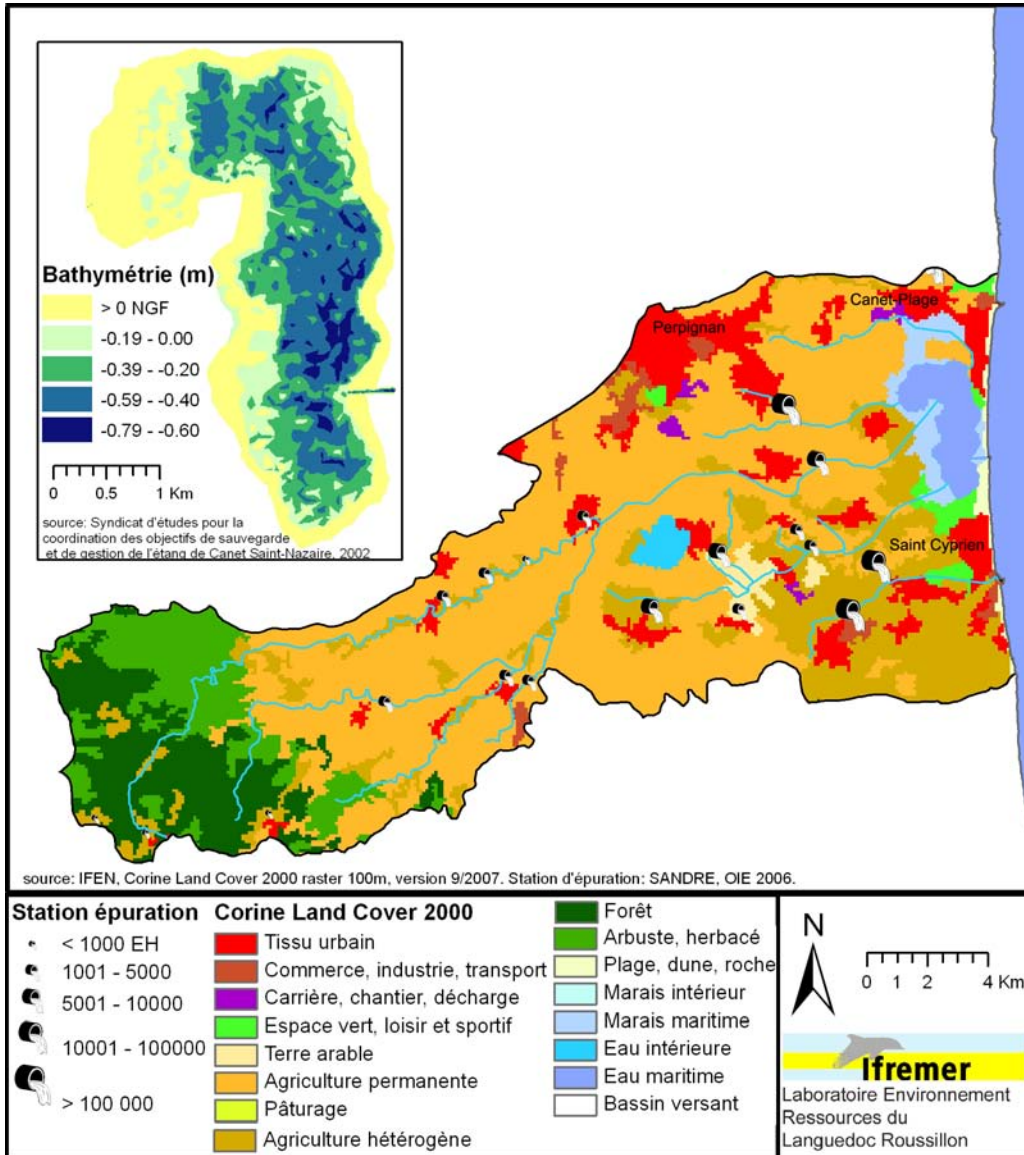 Bathymétrie (m)
> 0 NGF
-0.19 - 0.00
-0.39 - -0.20
-0.59 - -0.40
-0.79 - -0.60
0 1 Km
source: Syndicat d'études pour la
coordination des objectifs de sauvegarde
et de gestion de l'étang de Canet Saint-Nazaire, 2002
Perpignan
Canet-Plage
Saint Cyprien
source: IFEN, Corine Land Cover 2000 raster 100m, version 9/2007. Station d'épuration: SANDRE, OIE 2006.
Station épuration
< 1000 EH
1001 - 5000
5001 - 10000
10001 - 100000
> 100 000
Corine Land Cover 2000
Tissu urbain
Commerce, industrie, transport
Carrière, chantier, décharge
Espace vert, loisir et sportif
Terre arable
Agriculture permanente
Pâturage
Agriculture hétérogène
Forêt
Arbuste, herbacé
Plage, dune, roche
Marais intérieur
Marais maritime
Eau intérieure
Eau maritime
Bassin versant
N
0 1 2 4 Km
Ifremer
Laboratoire Environnement
Ressources du
Languedoc Roussillon